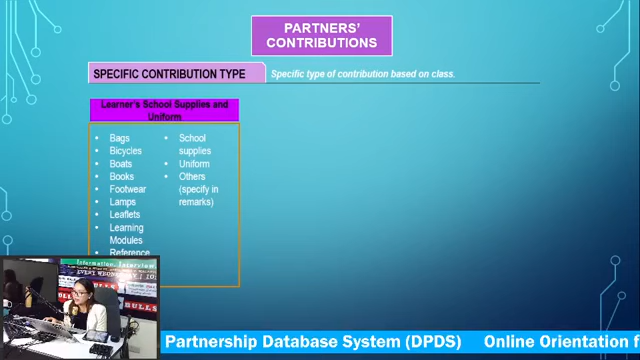 PARTNERS'
CONTRIBUTIONS
SPECIFIC CONTRIBUTION TYPE
Specific type of contribution based on class.
Learner's School Supplies and
Uniform
• Bags
• Bicycles
• Boats
• Books
• Footwear
• Lamps
• Leaflets
• Learning
Modules
• Reference
• School
supplies
• Uniform
• Others
(specify in
remarks)
Information. Interview
Partnership Database System (DPDS) Online Orientation f